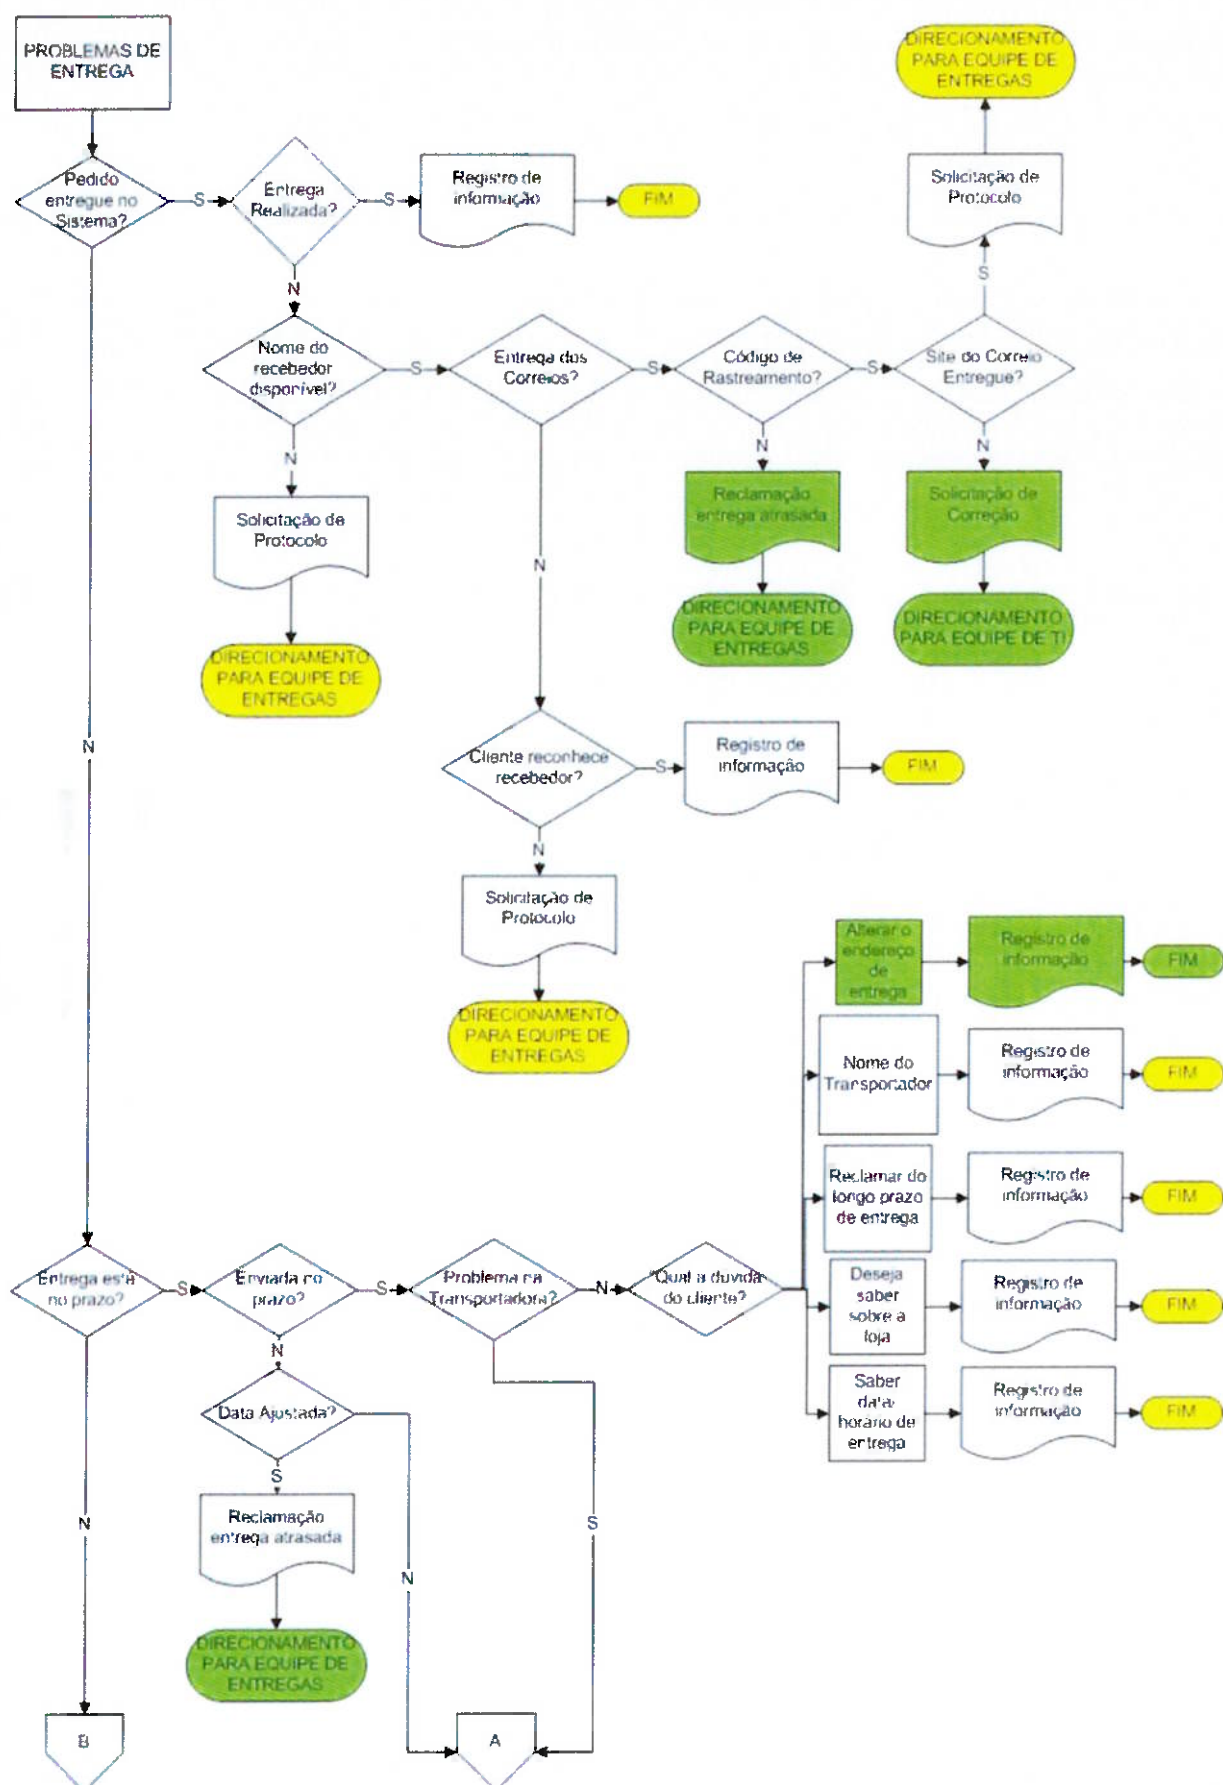 PROBLEMAS DE
ENTREGA
DIRECIONAMENTO
PARA EQUIPE DE
ENTREGAS
Pedido
entregue no
Sistema?
S
Entrega
Realizada?
S
Registro de
informação
FIM
Solicitação de
Protocolo
S
N
Nome do
recebedor
disponível?
S
Entrega dos
Correios?
S
Código de
Rastreamento?
S
Site do Correio
Entregue?
N
Solicitação de
Protocolo
DIRECIONAMENTO
PARA EQUIPE DE
ENTREGAS
N
Reclamação
entrega atrasada
DIRECIONAMENTO
PARA EQUIPE DE
ENTREGAS
N
Solicitação de
Correção
DIRECIONAMENTO
PARA EQUIPE DE TI
N
N
Cliente reconhece
recebedor?
S
Registro de
informação
FIM
N
Solicitação de
Protocolo
DIRECIONAMENTO
PARA EQUIPE DE
ENTREGAS
Alterar o
endereço
de
entrega
Registro de
informação
FIM
Nome do
Transportador
Registro de
informação
FIM
Reclamar do
longo prazo
de entrega
Registro de
informação
FIM
Entrega está
no prazo?
S
Enviada no
prazo?
S
Problema na
Transportadora?
N
"Qual a duvida
do cliente?
Deseja
saber
sobre a
loja
Registro de
informação
FIM
Saber
data/
horário de
entrega
Registro de
informação
FIM
N
Data Ajustada?
S
Reclamação
entrega atrasada
DIRECIONAMENTO
PARA EQUIPE DE
ENTREGAS
N
N
S
B
A